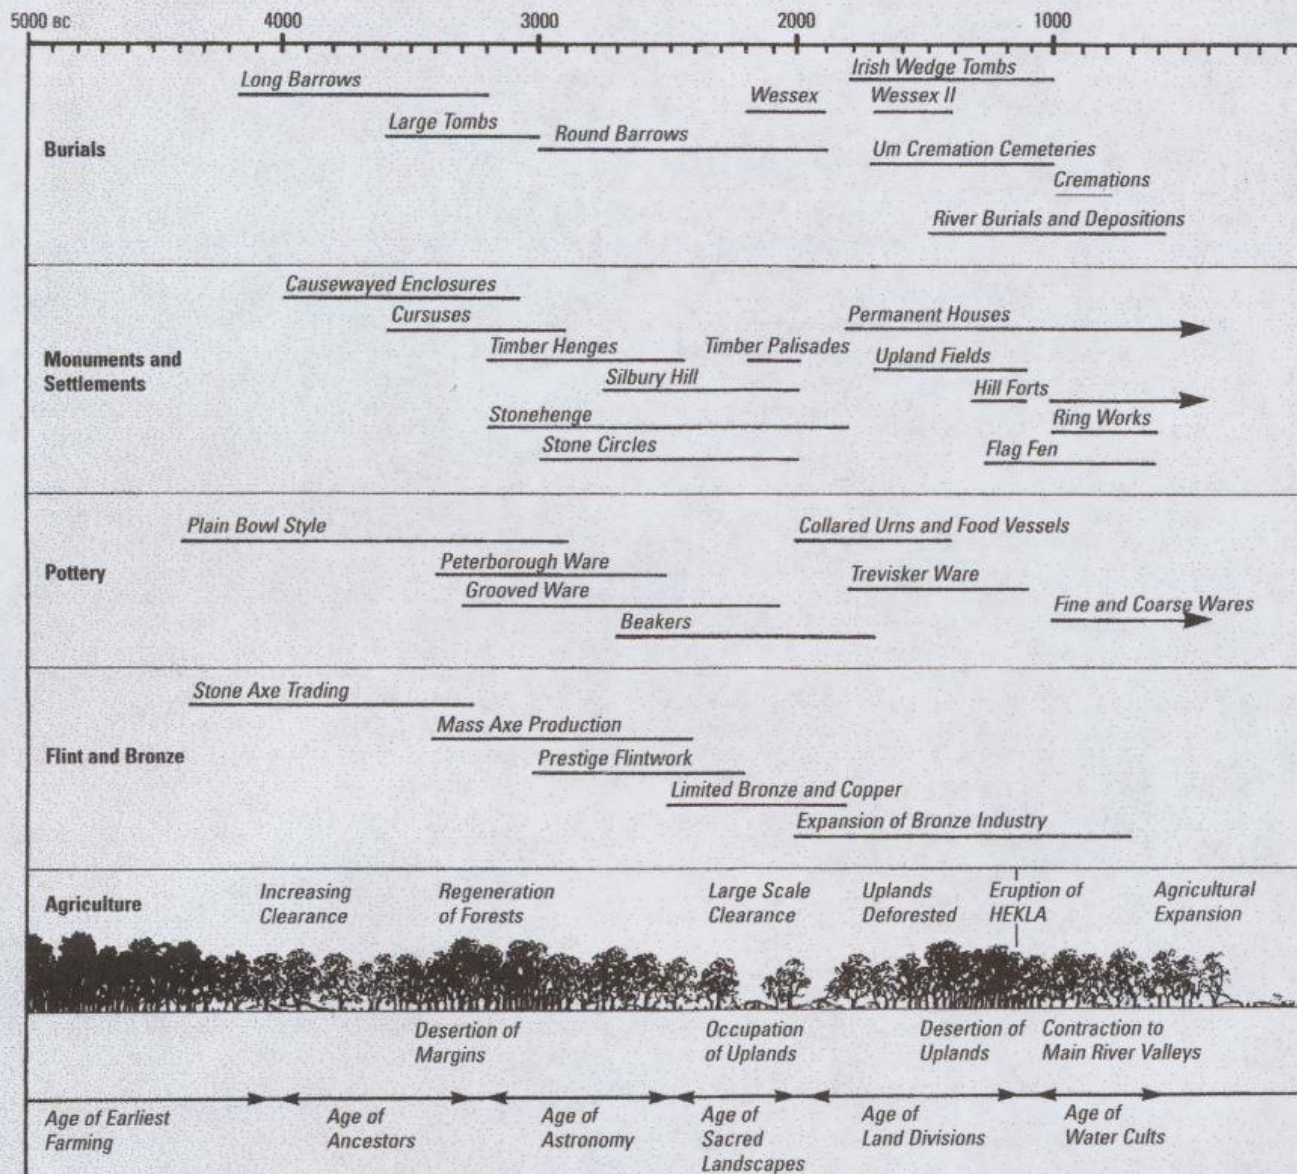 5000 BC 4000 3000 2000 1000
Burials
Long Barrows
Large Tombs
Round Barrows
Wessex
Irish Wedge Tombs
Wessex II
Um Cremation Cemeteries
Cremations
River Burials and Depositions
Monuments and
Settlements
Causewayed Enclosures
Cursuses
Timber Henges
Timber Palisades
Silbury Hill
Stonehenge
Stone Circles
Permanent Houses
Upland Fields
Hill Forts
Ring Works
Flag Fen
Pottery
Plain Bowl Style
Peterborough Ware
Grooved Ware
Beakers
Collared Urns and Food Vessels
Trevisker Ware
Fine and Coarse Wares
Flint and Bronze
Stone Axe Trading
Mass Axe Production
Prestige Flintwork
Limited Bronze and Copper
Expansion of Bronze Industry
Agriculture
Increasing
Clearance
Regeneration
of Forests
Large Scale
Clearance
Uplands
Deforested
Eruption of
HEKLA
Agricultural
Expansion
Desertion of
Margins
Occupation
of Uplands
Desertion of
Uplands
Contraction to
Main River Valleys
Age of Earliest
Farming
Age of
Ancestors
Age of
Astronomy
Age of
Sacred
Landscapes
Age of
Land Divisions
Age of
Water Cults